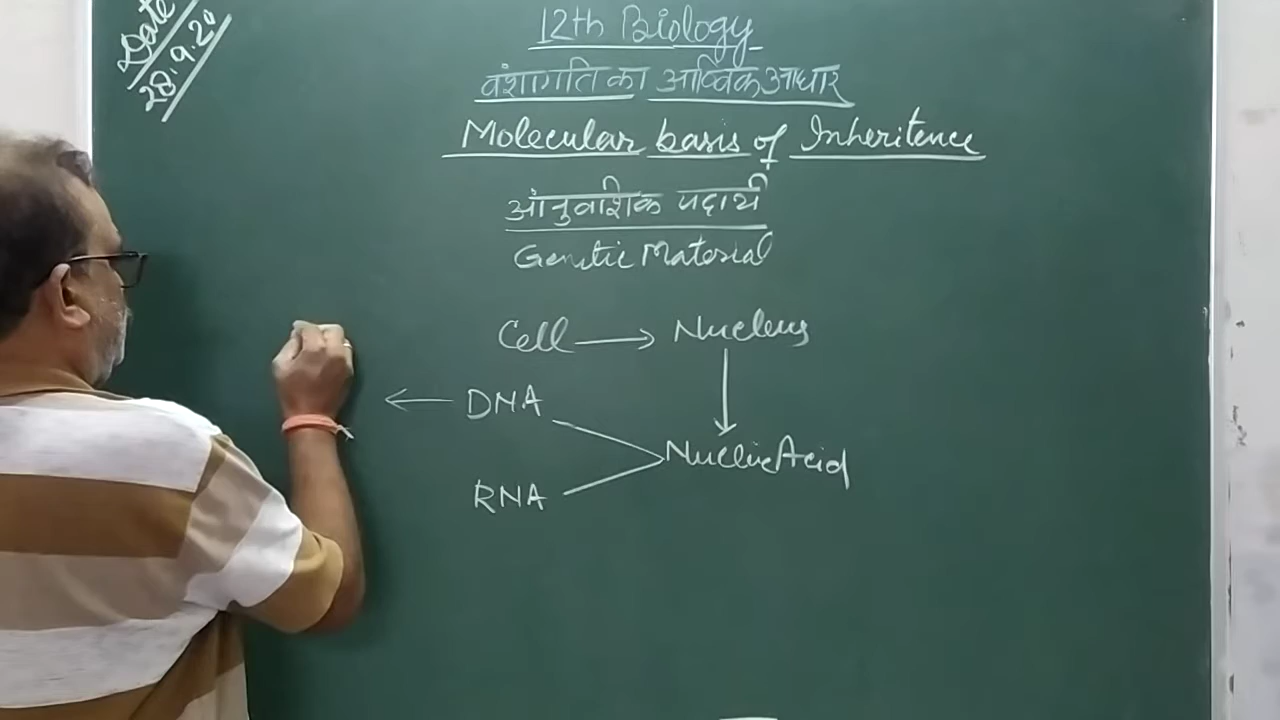 Date
28.9.20
12th Biology
वंशागति का आण्विक आधार
Molecular basis of Inheritence
आंनुवंशिक पदार्थ
Genetic Material
Cell → Nucleus
← DNA
Nucleic Acid
RNA